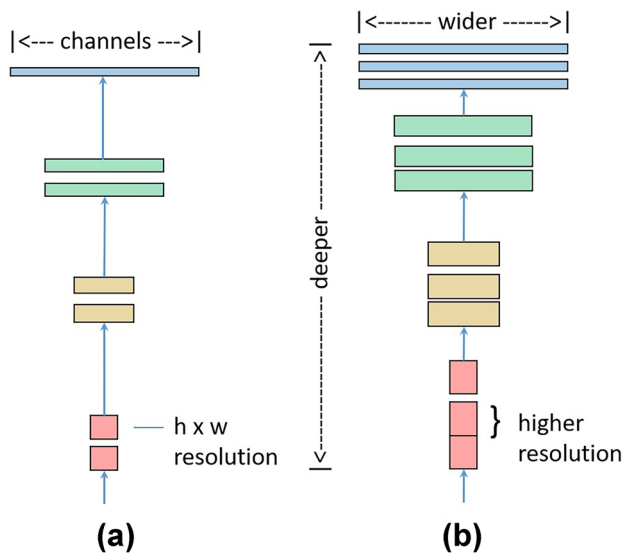 |<--- channels --->|
|<------- wider ------>|
deeper
h x w
resolution
} higher
resolution
(a)
(b)